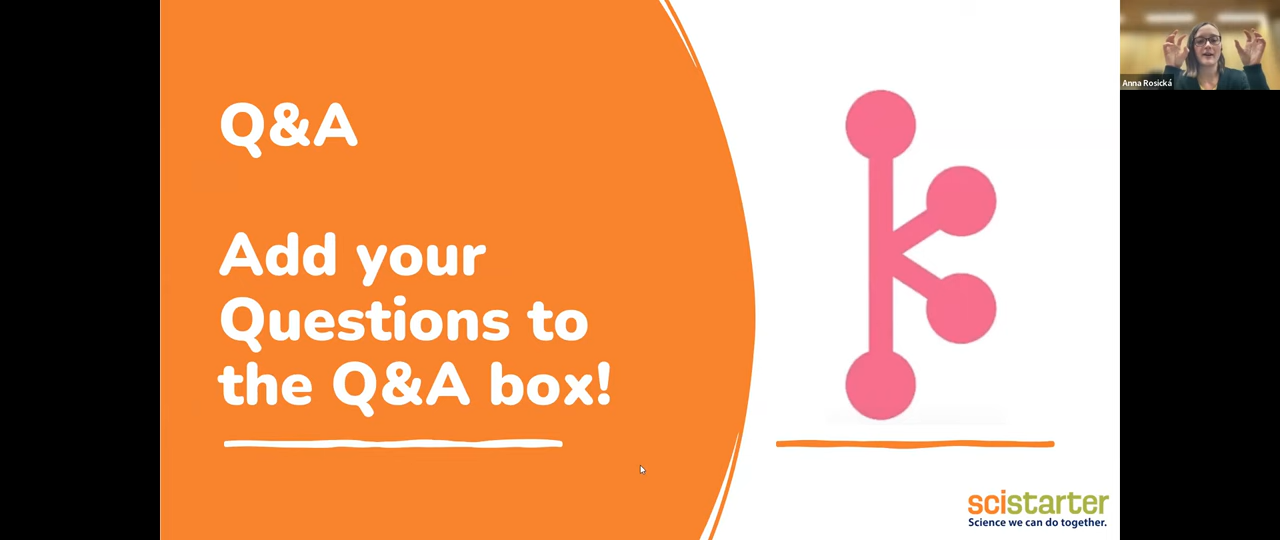 Q&A
Add your
Questions to
the Q&A box!
Anna Rosická
scistarter
Science we can do together.